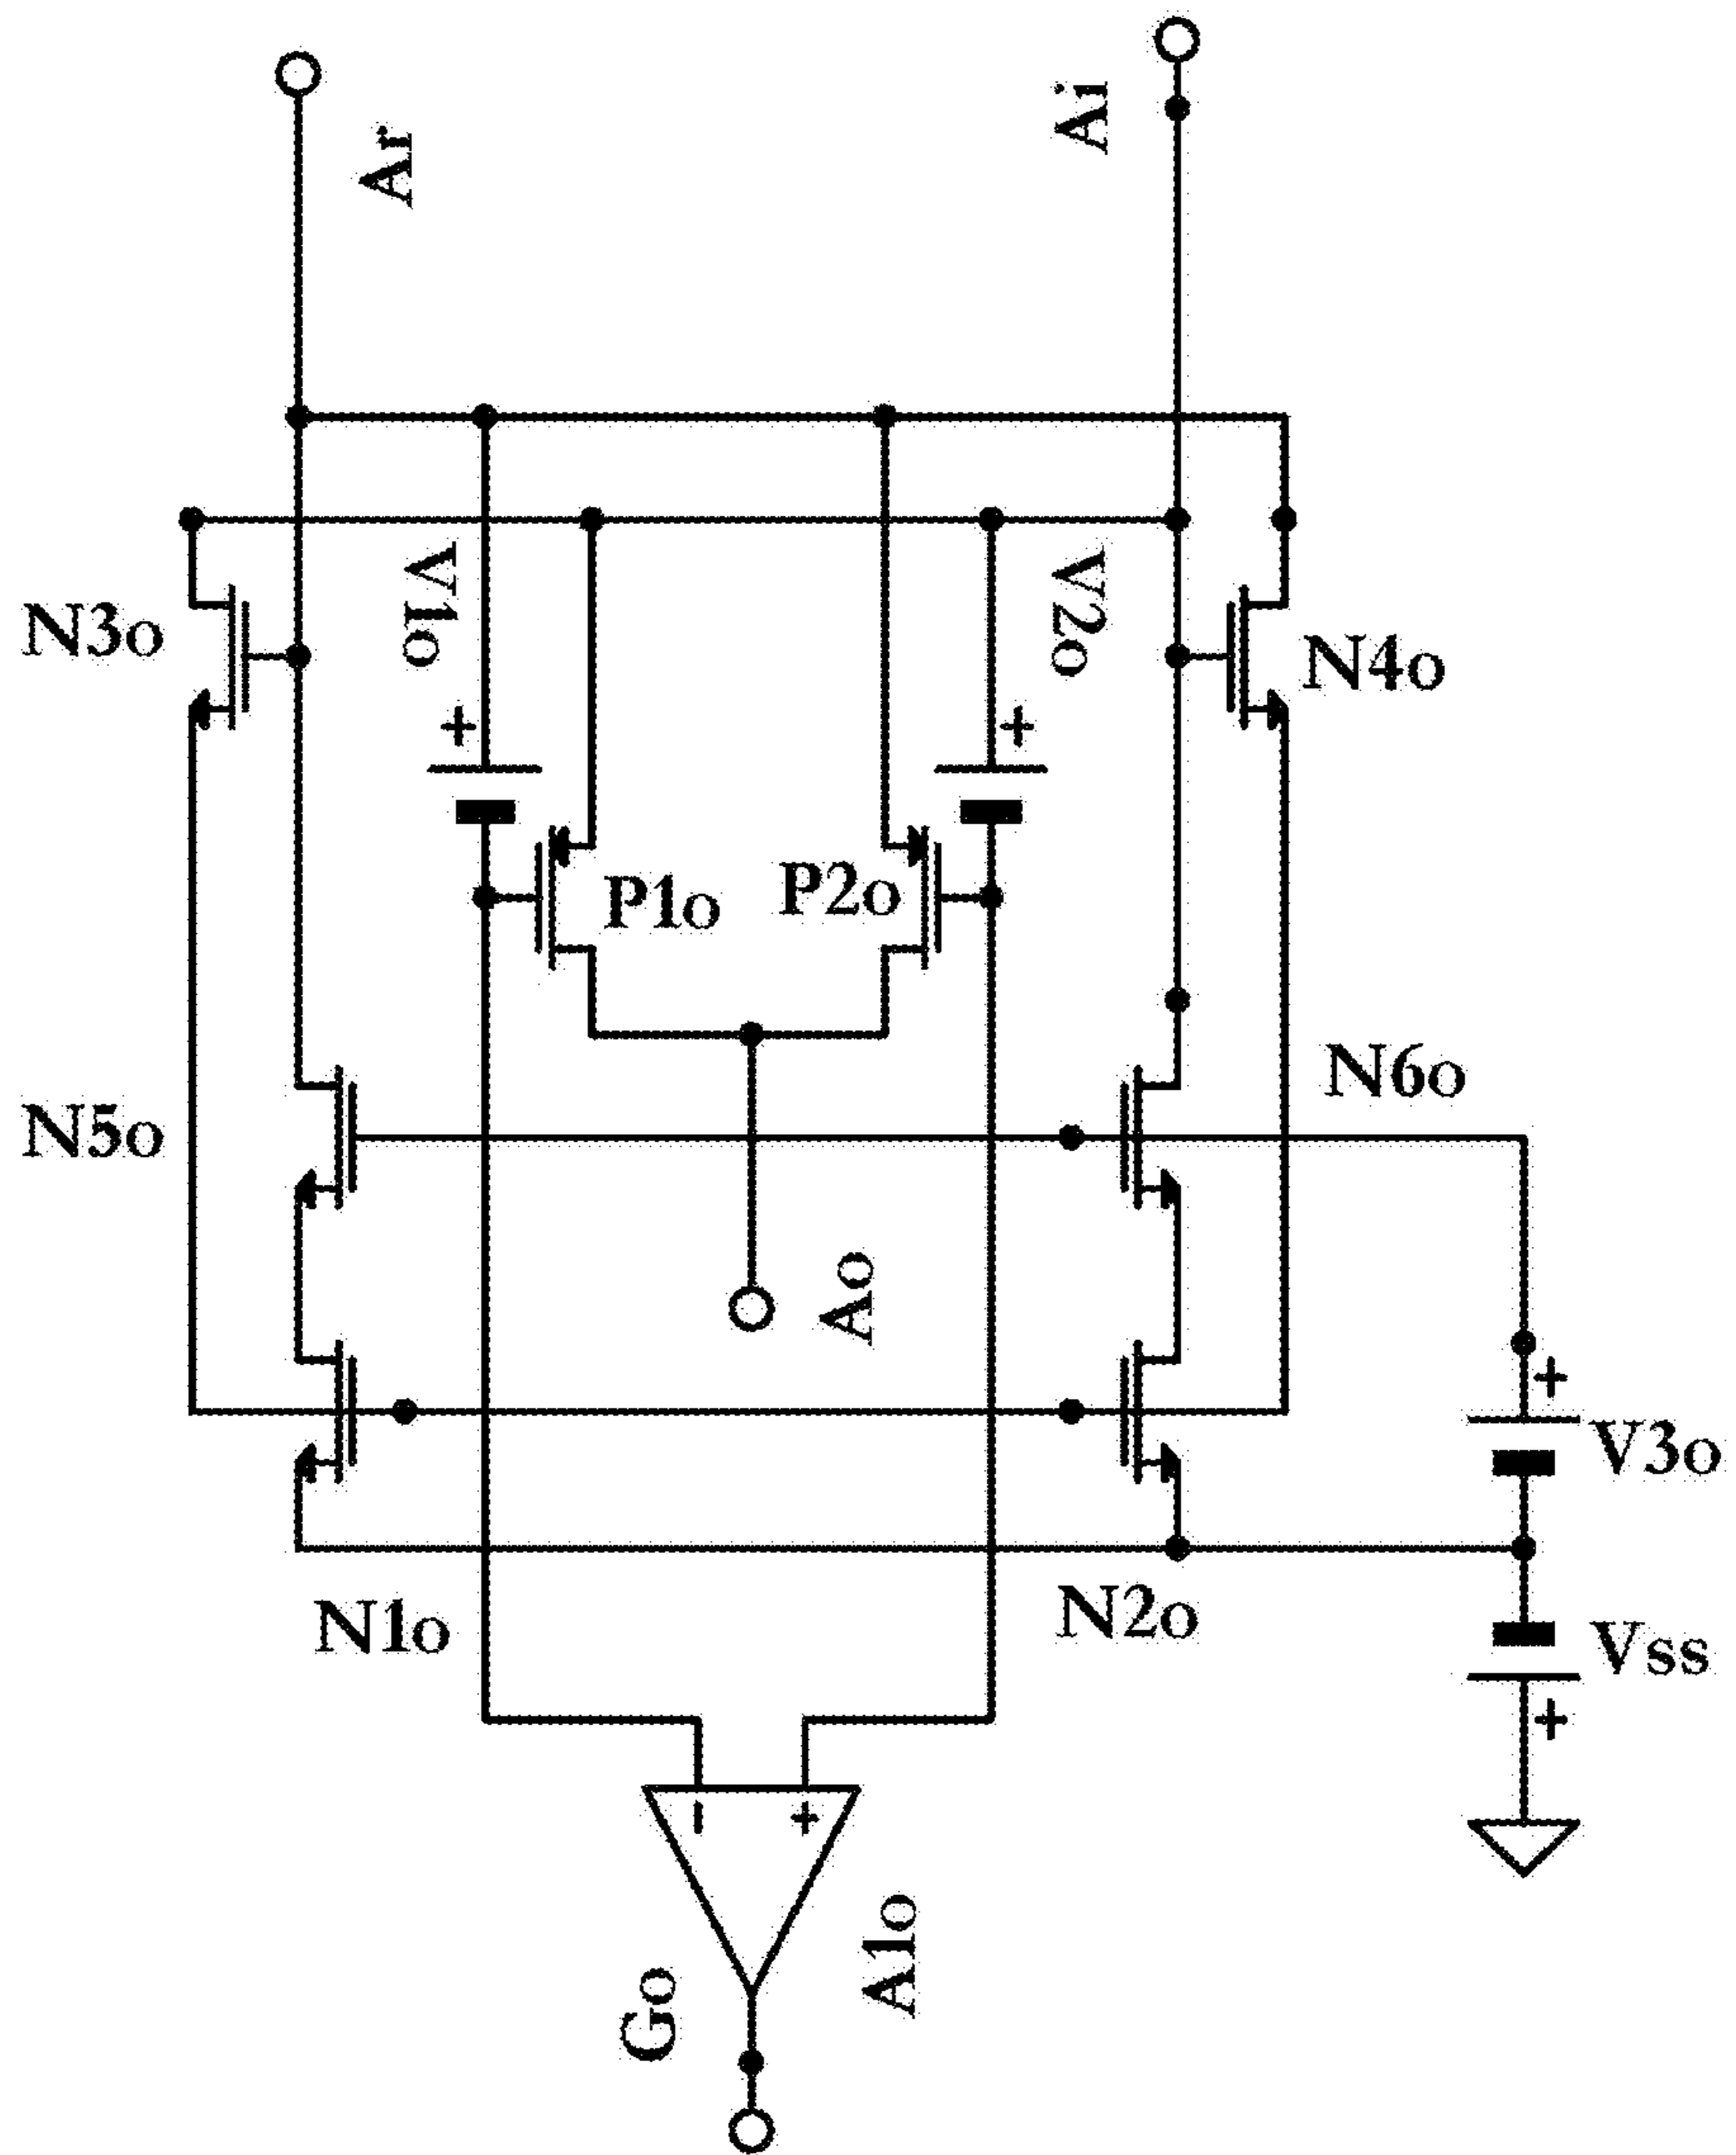 Ar
Ai
N3o
V1o
V2o
N4o
+
+
P1o
P2o
N5o
N6o
Ao
+
V3o
N1o
N2o
Vss
+
−
+
A1o
Go